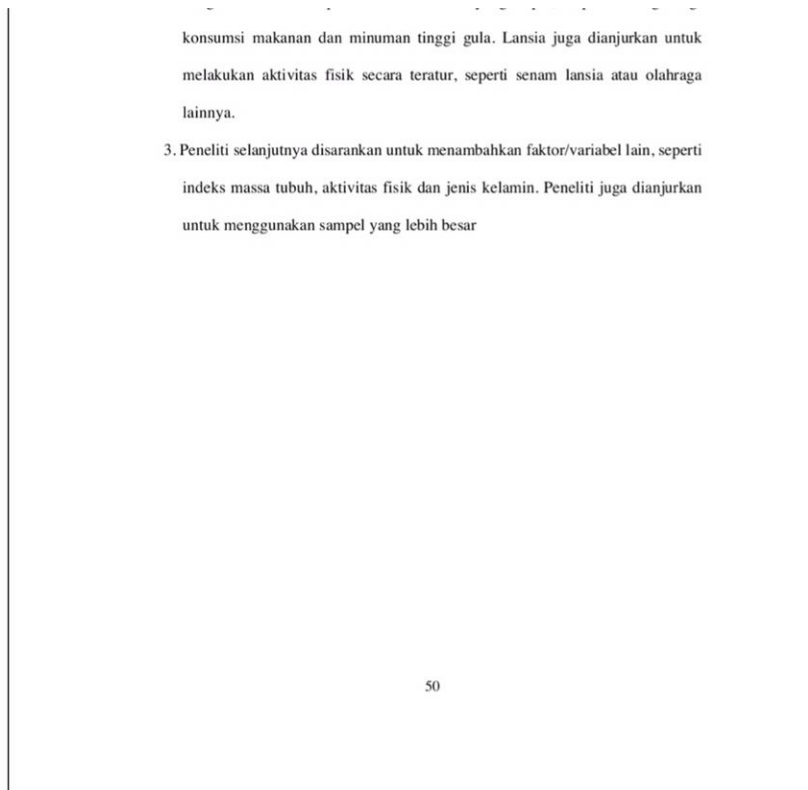 konsumsi makanan dan minuman tinggi gula. Lansia juga dianjurkan untuk
melakukan aktivitas fisik secara teratur, seperti senam lansia atau olahraga
lainnya.
3. Peneliti selanjutnya disarankan untuk menambahkan faktor/variabel lain, seperti
indeks massa tubuh, aktivitas fisik dan jenis kelamin. Peneliti juga dianjurkan
untuk menggunakan sampel yang lebih besar
50